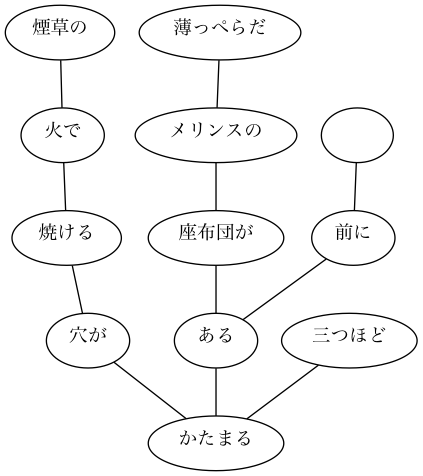 煙草の
薄っぺらだ
火で
メリンスの
焼ける
座布団が
前に
穴が
ある
三つほど
かたまる